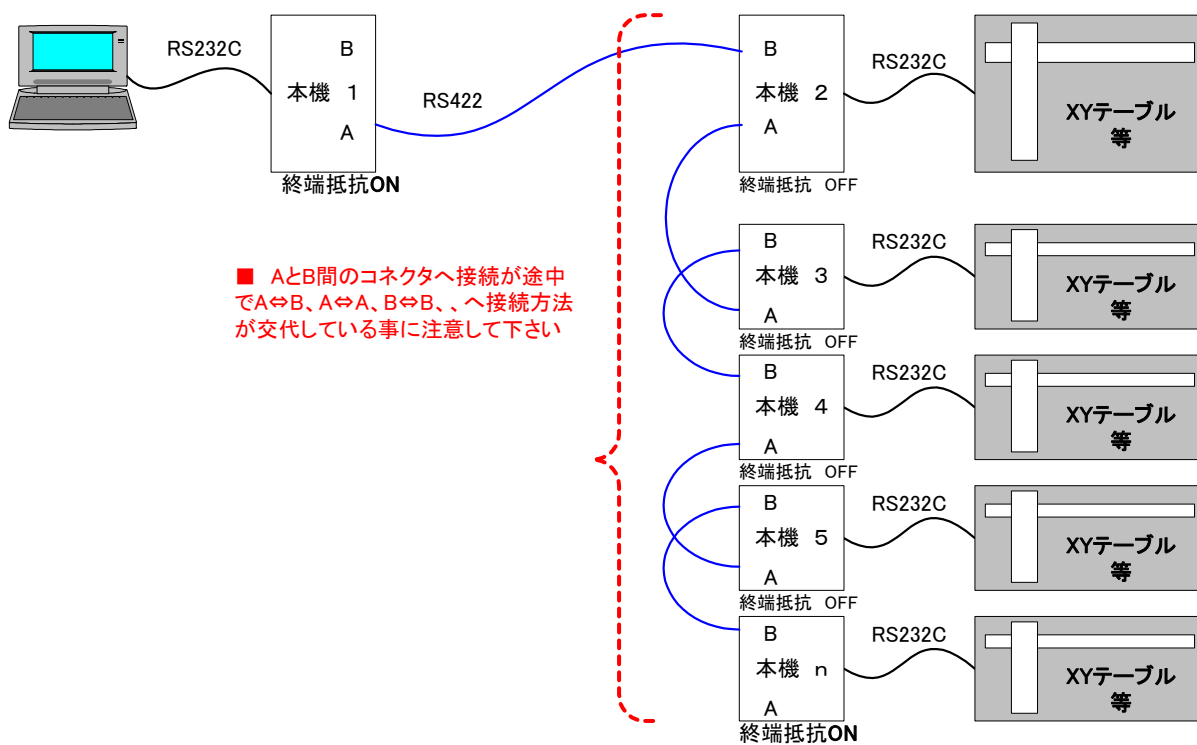 RS232C
B
本機 1
A
終端抵抗ON
RS422
■ AとB間のコネクタへ接続が途中
でA⇔B、A⇔A、B⇔B、、へ接続方法
が交代している事に注意して下さい
B
本機 2
A
終端抵抗 OFF
RS232C
XYテーブル
等
B
本機 3
A
終端抵抗 OFF
RS232C
XYテーブル
等
B
本機 4
A
終端抵抗 OFF
RS232C
XYテーブル
等
B
本機 5
A
終端抵抗 OFF
RS232C
XYテーブル
等
B
本機 n
A
終端抵抗ON
RS232C
XYテーブル
等